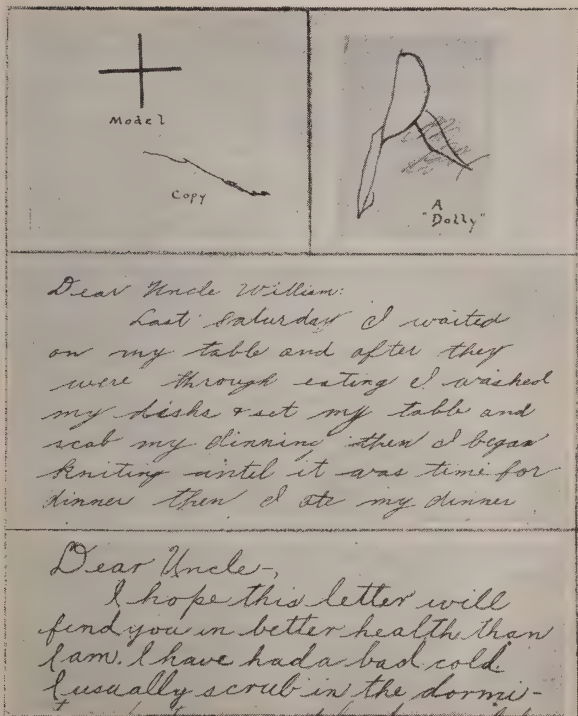 Model
Copy
A
"Dolly"
Dear Uncle William:
Last Saturday I waited
on my table and after they
were through eating I washed
my dishs & set my table and
scab my dinning then I began
kniting until it was time for
dinner then I ate my dinner
Dear Uncle-,
I hope this letter will
find you in better health than
I am. I have had a bad cold.
I usually scrub in the dormi-